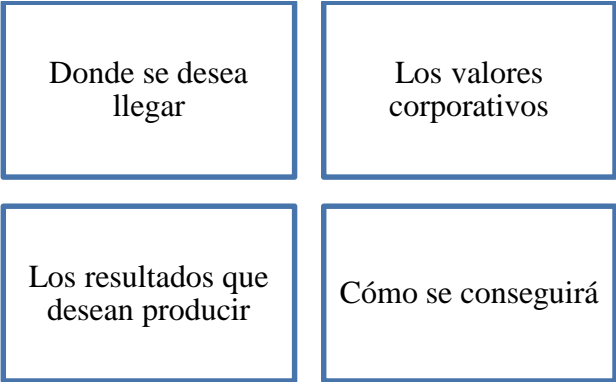 Donde se desea
llegar
Los valores
corporativos
Los resultados que
desean producir
Cómo se conseguirá